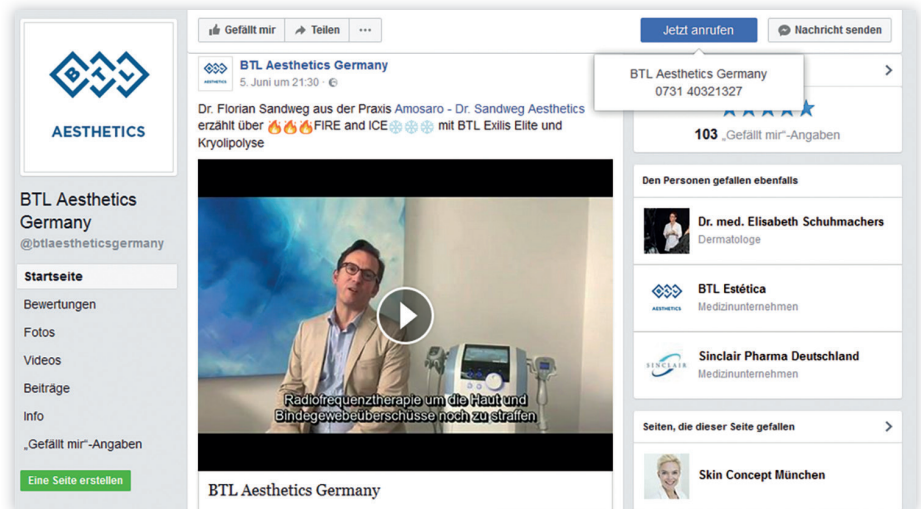 BTL
AESTHETICS
BTL Aesthetics
Germany
@btlaestheticsgermany
Startseite
Bewertungen
Fotos
Videos
Beiträge
Info
„Gefällt mir“-Angaben
Eine Seite erstellen
Gefällt mir
Teilen
...
Jetzt anrufen
Nachricht senden
BTL Aesthetics Germany
0731 40321327
BTL Aesthetics Germany
5. Juni um 21:30 ·
Dr. Florian Sandweg aus der Praxis Amosaro - Dr. Sandweg Aesthetics
erzählt über 🔥🔥🔥FIRE and ICE❄❄❄ mit BTL Exilis Elite und
Kryolipolyse
Radiofrequenztherapie um die Haut und
Bindegewebeüberschüsse noch zu straffen
BTL Aesthetics Germany
103 „Gefällt mir“-Angaben
Den Personen gefallen ebenfalls
Dr. med. Elisabeth Schuhmachers
Dermatologe
AESTHETICS
BTL Estética
Medizinunternehmen
SINCLAIR
Sinclair Pharma Deutschland
Medizinunternehmen
Seiten, die dieser Seite gefallen
Skin Concept München